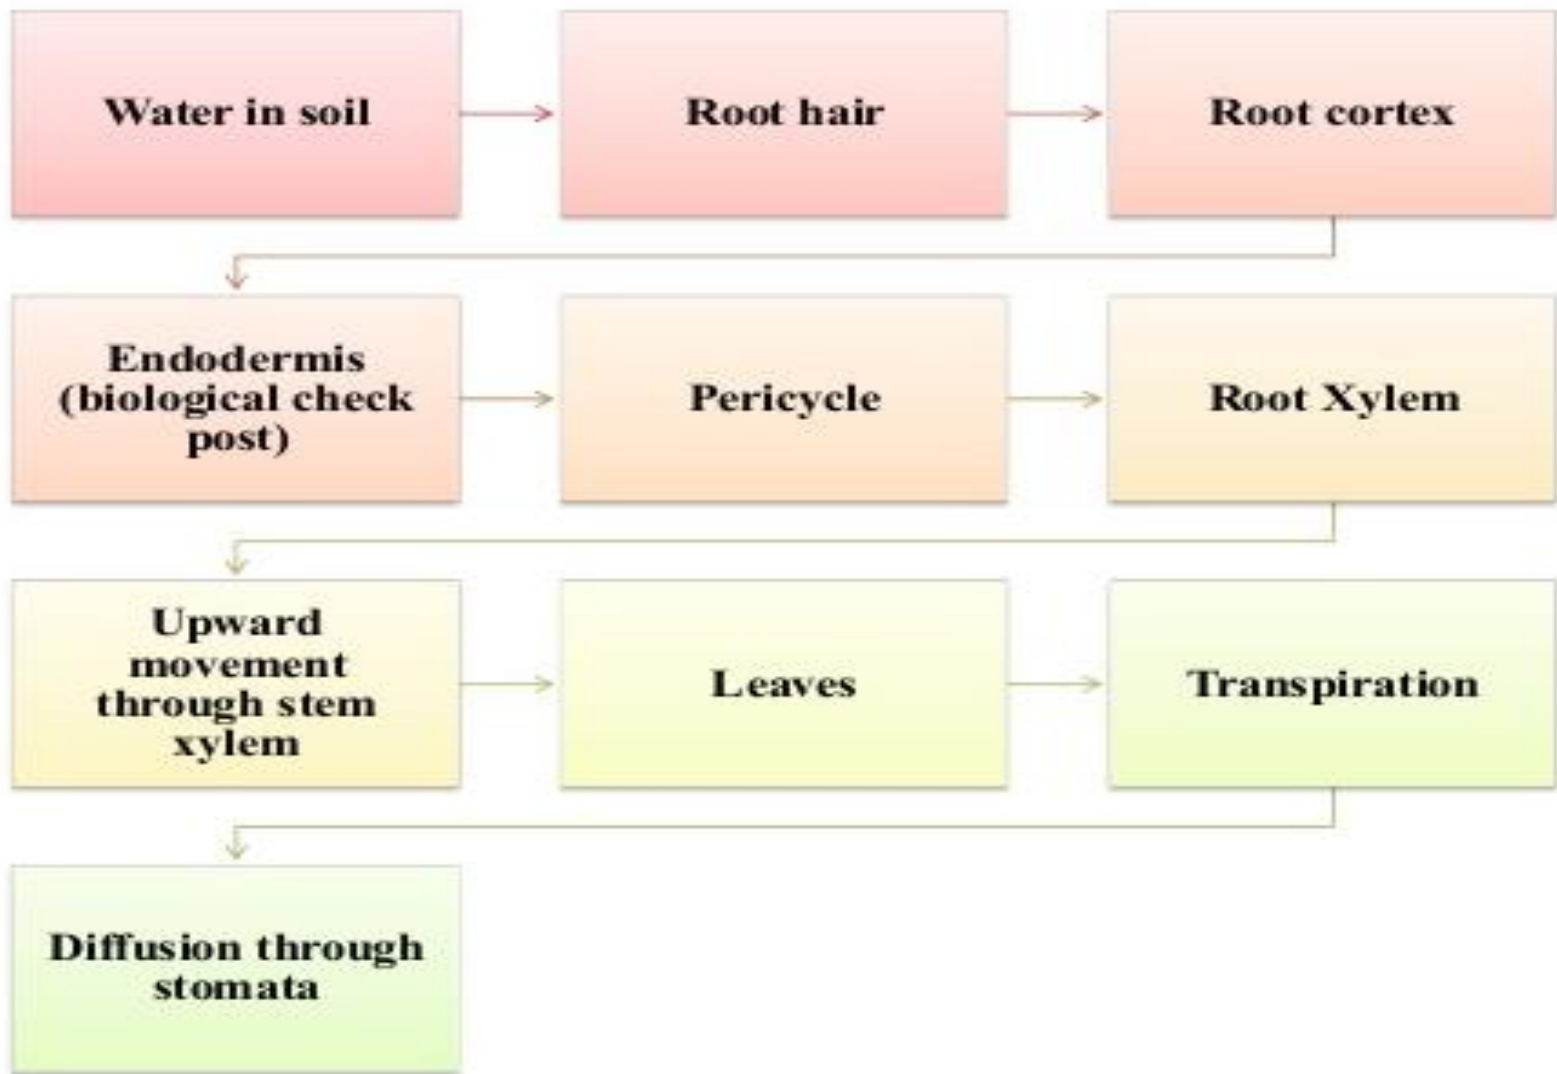 Water in soil
Root hair
Root cortex
Endodermis
(biological check
post)
Pericycle
Root Xylem
Upward
movement
through stem
xylem
Leaves
Transpiration
Diffusion through
stomata